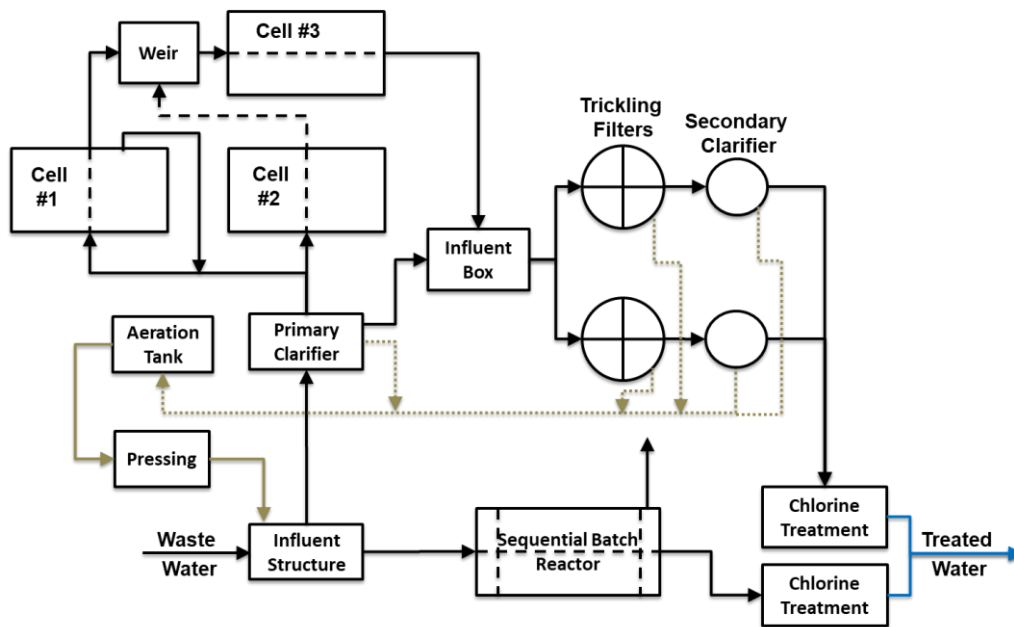 Cell #3
Weir
Trickling
Filters
Secondary
Clarifier
Cell
#1
Cell
#2
Influent
Box
Aeration
Tank
Primary
Clarifier
Pressing
Waste
Water
Influent
Structure
Sequential Batch
Reactor
Chlorine
Treatment
Chlorine
Treatment
Treated
Water